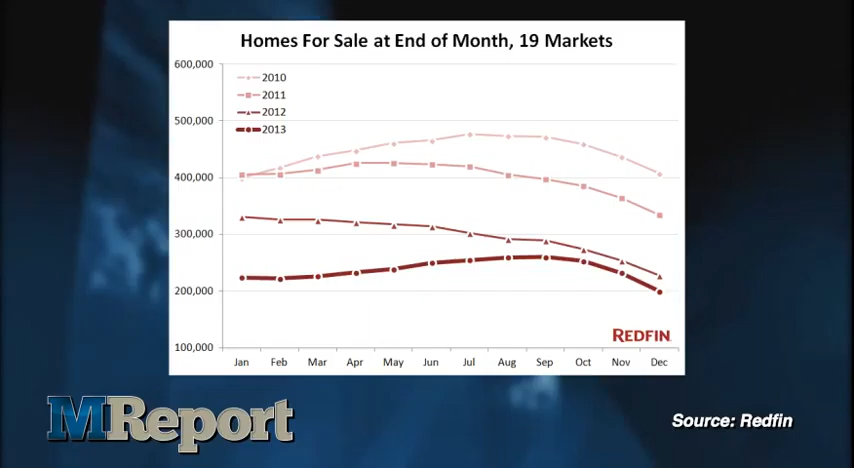 Homes For Sale at End of Month, 19 Markets
600,000
500,000
400,000
300,000
200,000
100,000
2010
2011
2012
2013
REDFIN
Jan Feb Mar Apr May Jun Jul Aug Sep Oct Nov Dec
MReport
Source: Redfin